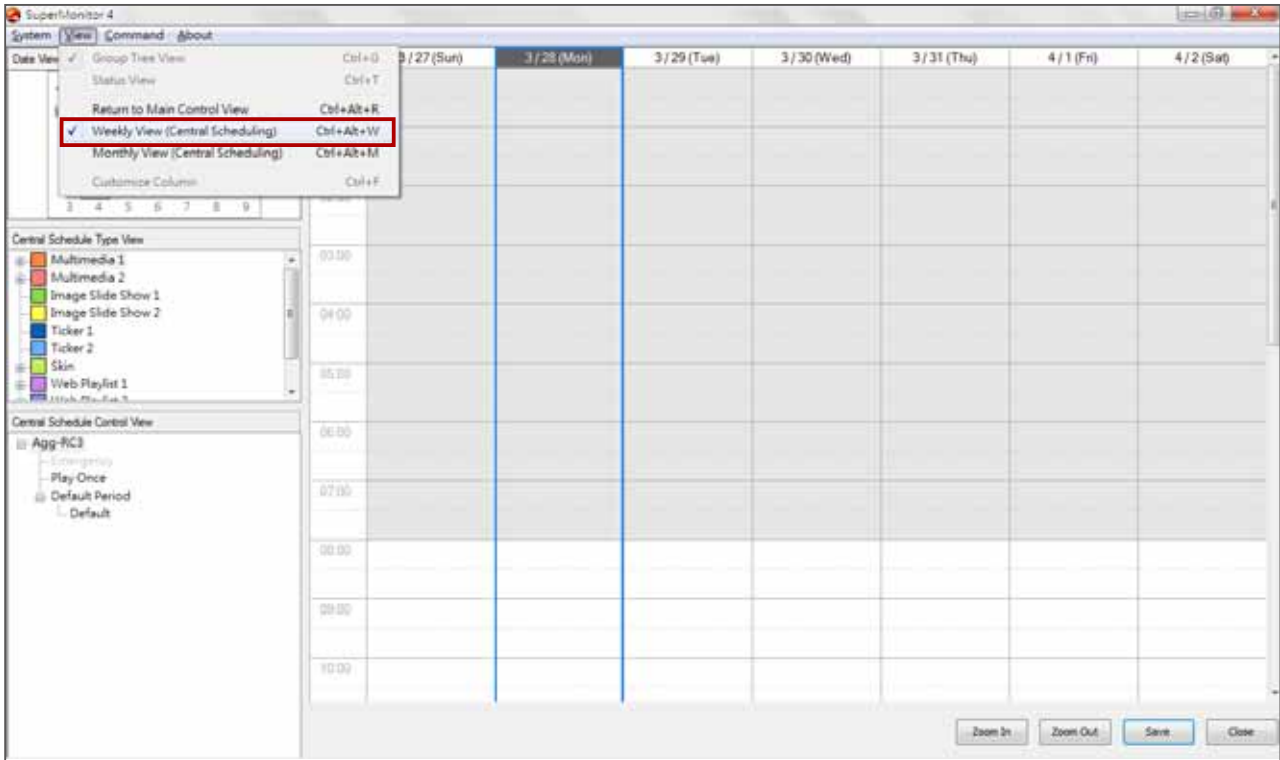 SuperMonitor 4
System View Command About
Date View
Group Tree View Ctrl+G
Status View Ctrl+T
Return to Main Control View Ctrl+Alt+R
✓ Weekly View (Central Scheduling) Ctrl+Alt+W
Monthly View (Central Scheduling) Ctrl+Alt+M
Customize Column Ctrl+F
3 4 5 6 7 8 9
3/27(Sun) 3/28(Mon) 3/29(Tue) 3/30(Wed) 3/31(Thu) 4/1(Fri) 4/2(Sat)
Central Schedule Type View
Multimedia 1
Multimedia 2
Image Slide Show 1
Image Slide Show 2
Ticker 1
Ticker 2
Skin
Web Playlist 1
Web Playlist 2
Central Schedule Control View
Agg-RC3
Emergency
Play Once
Default Period
Default
03:00
04:00
05:00
06:00
07:00
08:00
09:00
10:00
Zoom In Zoom Out Save Close